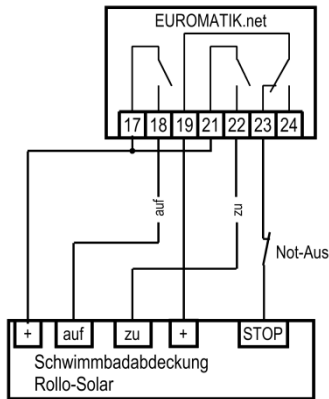 EUROMATIK.net
17 18 19 21 22 23 24
auf
zu
Not-Aus
+ auf zu + STOP
Schwimmbadabdeckung
Rollo-Solar